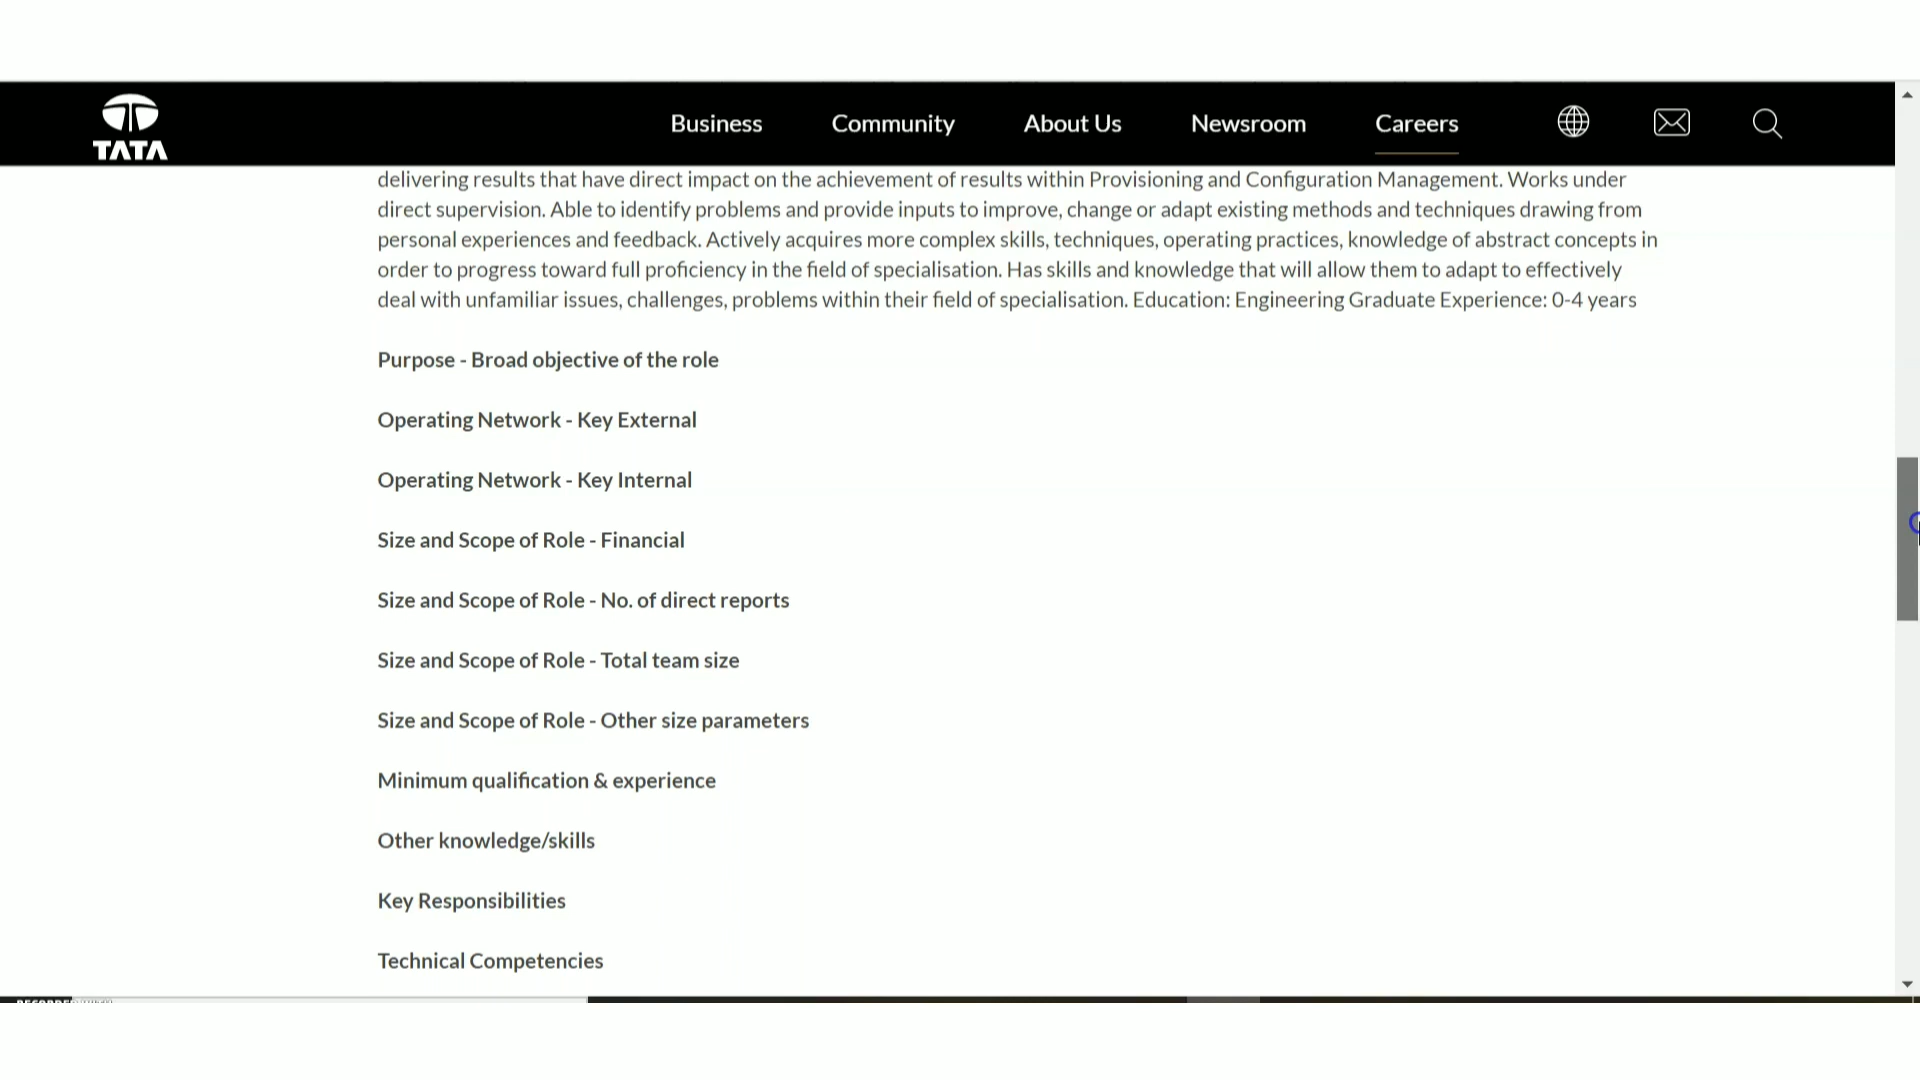 TATA
Business Community About Us Newsroom Careers
delivering results that have direct impact on the achievement of results within Provisioning and Configuration Management. Works under
direct supervision. Able to identify problems and provide inputs to improve, change or adapt existing methods and techniques drawing from
personal experiences and feedback. Actively acquires more complex skills, techniques, operating practices, knowledge of abstract concepts in
order to progress toward full proficiency in the field of specialisation. Has skills and knowledge that will allow them to adapt to effectively
deal with unfamiliar issues, challenges, problems within their field of specialisation. Education: Engineering Graduate Experience: 0-4 years
Purpose - Broad objective of the role
Operating Network - Key External
Operating Network - Key Internal
Size and Scope of Role - Financial
Size and Scope of Role - No. of direct reports
Size and Scope of Role - Total team size
Size and Scope of Role - Other size parameters
Minimum qualification & experience
Other knowledge/skills
Key Responsibilities
Technical Competencies